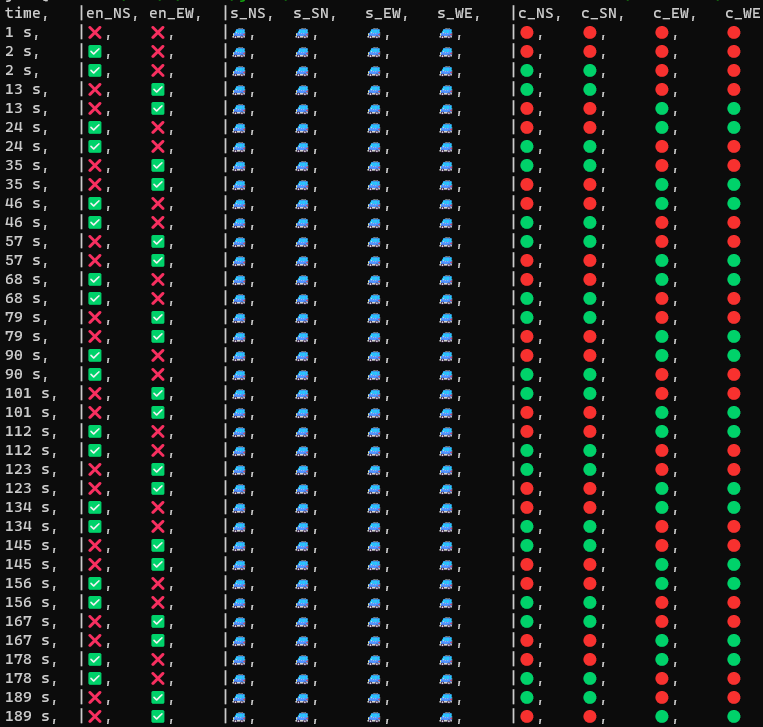 time, |en_NS, en_EW, |s_NS, s_SN, s_EW, s_WE, |c_NS, c_SN, c_EW, c_WE
1 s, |❌, ❌, |🚙, 🚙, 🚙, 🚙, |🔴, 🔴, 🔴, 🔴
2 s, |✅, ❌, |🚙, 🚙, 🚙, 🚙, |🔴, 🔴, 🔴, 🔴
2 s, |✅, ❌, |🚙, 🚙, 🚙, 🚙, |🟢, 🟢, 🔴, 🔴
13 s, |❌, ✅, |🚙, 🚙, 🚙, 🚙, |🟢, 🟢, 🔴, 🔴
13 s, |❌, ✅, |🚙, 🚙, 🚙, 🚙, |🔴, 🔴, 🟢, 🟢
24 s, |✅, ❌, |🚙, 🚙, 🚙, 🚙, |🔴, 🔴, 🟢, 🟢
24 s, |✅, ❌, |🚙, 🚙, 🚙, 🚙, |🟢, 🟢, 🔴, 🔴
35 s, |❌, ✅, |🚙, 🚙, 🚙, 🚙, |🟢, 🟢, 🔴, 🔴
35 s, |❌, ✅, |🚙, 🚙, 🚙, 🚙, |🔴, 🔴, 🟢, 🟢
46 s, |✅, ❌, |🚙, 🚙, 🚙, 🚙, |🔴, 🔴, 🟢, 🟢
46 s, |✅, ❌, |🚙, 🚙, 🚙, 🚙, |🟢, 🟢, 🔴, 🔴
57 s, |❌, ✅, |🚙, 🚙, 🚙, 🚙, |🟢, 🟢, 🔴, 🔴
57 s, |❌, ✅, |🚙, 🚙, 🚙, 🚙, |🔴, 🔴, 🟢, 🟢
68 s, |✅, ❌, |🚙, 🚙, 🚙, 🚙, |🔴, 🔴, 🟢, 🟢
68 s, |✅, ❌, |🚙, 🚙, 🚙, 🚙, |🟢, 🟢, 🔴, 🔴
79 s, |❌, ✅, |🚙, 🚙, 🚙, 🚙, |🟢, 🟢, 🔴, 🔴
79 s, |❌, ✅, |🚙, 🚙, 🚙, 🚙, |🔴, 🔴, 🟢, 🟢
90 s, |✅, ❌, |🚙, 🚙, 🚙, 🚙, |🔴, 🔴, 🟢, 🟢
90 s, |✅, ❌, |🚙, 🚙, 🚙, 🚙, |🟢, 🟢, 🔴, 🔴
101 s, |❌, ✅, |🚙, 🚙, 🚙, 🚙, |🟢, 🟢, 🔴, 🔴
101 s, |❌, ✅, |🚙, 🚙, 🚙, 🚙, |🔴, 🔴, 🟢, 🟢
112 s, |✅, ❌, |🚙, 🚙, 🚙, 🚙, |🔴, 🔴, 🟢, 🟢
112 s, |✅, ❌, |🚙, 🚙, 🚙, 🚙, |🟢, 🟢, 🔴, 🔴
123 s, |❌, ✅, |🚙, 🚙, 🚙, 🚙, |🟢, 🟢, 🔴, 🔴
123 s, |❌, ✅, |🚙, 🚙, 🚙, 🚙, |🔴, 🔴, 🟢, 🟢
134 s, |✅, ❌, |🚙, 🚙, 🚙, 🚙, |🔴, 🔴, 🟢, 🟢
134 s, |✅, ❌, |🚙, 🚙, 🚙, 🚙, |🟢, 🟢, 🔴, 🔴
145 s, |❌, ✅, |🚙, 🚙, 🚙, 🚙, |🟢, 🟢, 🔴, 🔴
145 s, |❌, ✅, |🚙, 🚙, 🚙, 🚙, |🔴, 🔴, 🟢, 🟢
156 s, |✅, ❌, |🚙, 🚙, 🚙, 🚙, |🔴, 🔴, 🟢, 🟢
156 s, |✅, ❌, |🚙, 🚙, 🚙, 🚙, |🟢, 🟢, 🔴, 🔴
167 s, |❌, ✅, |🚙, 🚙, 🚙, 🚙, |🟢, 🟢, 🔴, 🔴
167 s, |❌, ✅, |🚙, 🚙, 🚙, 🚙, |🔴, 🔴, 🟢, 🟢
178 s, |✅, ❌, |🚙, 🚙, 🚙, 🚙, |🔴, 🔴, 🟢, 🟢
178 s, |✅, ❌, |🚙, 🚙, 🚙, 🚙, |🟢, 🟢, 🔴, 🔴
189 s, |❌, ✅, |🚙, 🚙, 🚙, 🚙, |🟢, 🟢, 🔴, 🔴
189 s, |❌, ✅, |🚙, 🚙, 🚙, 🚙, |🔴, 🔴, 🟢, 🟢